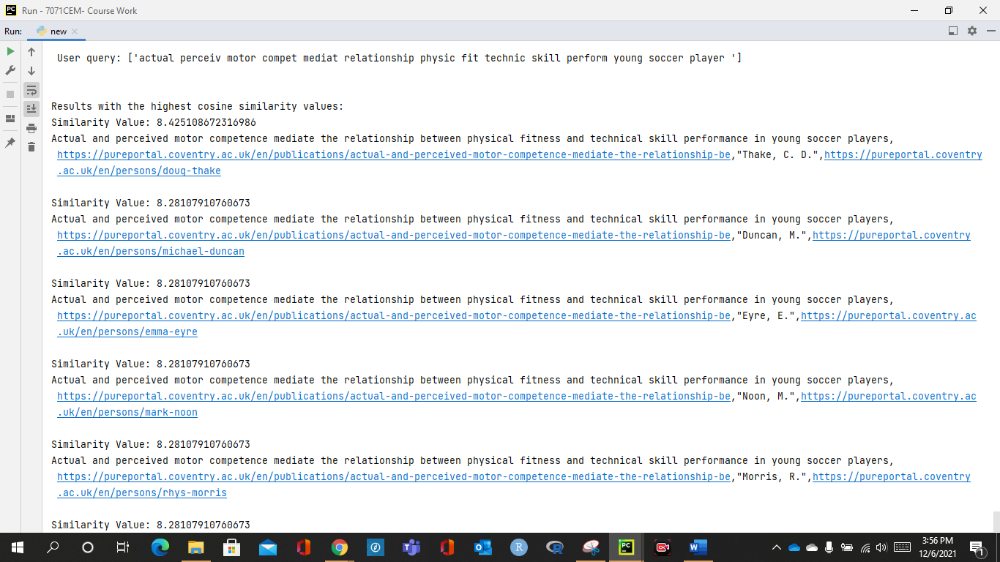 Run - 7071CEM- Course Work
Run: new
User query: ['actual perceiv motor compet mediat relationship physic fit technic skill perform young soccer player ']
Results with the highest cosine similarity values:
Similarity Value: 8.425108672316986
Actual and perceived motor competence mediate the relationship between physical fitness and technical skill performance in young soccer players,
https://pureportal.coventry.ac.uk/en/publications/actual-and-perceived-motor-competence-mediate-the-relationship-be,"Thake, C. D.",https://pureportal.coventry
.ac.uk/en/persons/doug-thake
Similarity Value: 8.28107910760673
Actual and perceived motor competence mediate the relationship between physical fitness and technical skill performance in young soccer players,
https://pureportal.coventry.ac.uk/en/publications/actual-and-perceived-motor-competence-mediate-the-relationship-be,"Duncan, M.",https://pureportal.coventry
.ac.uk/en/persons/michael-duncan
Similarity Value: 8.28107910760673
Actual and perceived motor competence mediate the relationship between physical fitness and technical skill performance in young soccer players,
https://pureportal.coventry.ac.uk/en/publications/actual-and-perceived-motor-competence-mediate-the-relationship-be,"Eyre, E.",https://pureportal.coventry.ac
.uk/en/persons/emma-eyre
Similarity Value: 8.28107910760673
Actual and perceived motor competence mediate the relationship between physical fitness and technical skill performance in young soccer players,
https://pureportal.coventry.ac.uk/en/publications/actual-and-perceived-motor-competence-mediate-the-relationship-be,"Noon, M.",https://pureportal.coventry.ac
.uk/en/persons/mark-noon
Similarity Value: 8.28107910760673
Actual and perceived motor competence mediate the relationship between physical fitness and technical skill performance in young soccer players,
https://pureportal.coventry.ac.uk/en/publications/actual-and-perceived-motor-competence-mediate-the-relationship-be,"Morris, R.",https://pureportal.coventry
.ac.uk/en/persons/rhys-morris
Similarity Value: 8.28107910760673
3:56 PM
12/6/2021